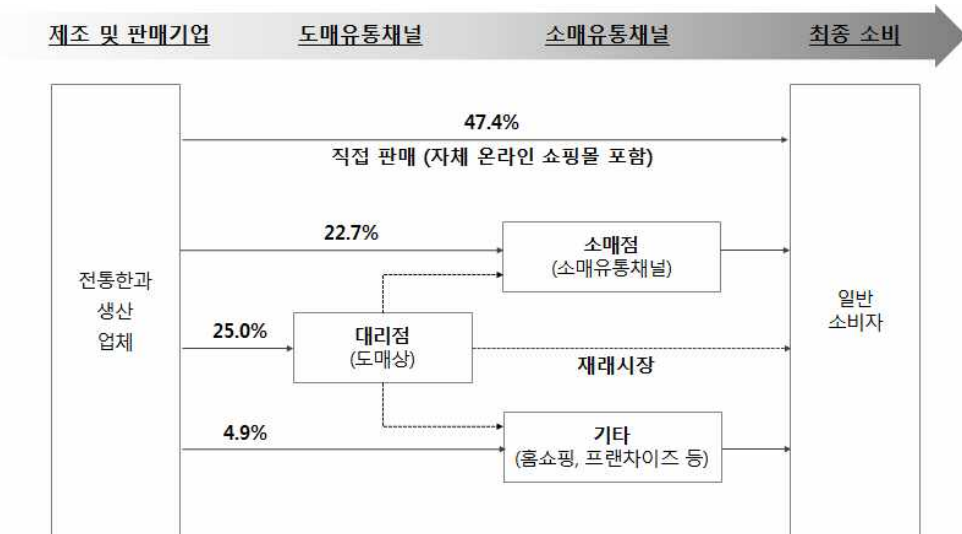 제조 및 판매기업 도매유통채널 소매유통채널 최종 소비
47.4%
직접 판매 (자체 온라인 쇼핑몰 포함)
22.7%
소매점
(소매유통채널)
전통한과
생산
업체
25.0%
대리점
(도매상)
재래시장
일반
소비자
4.9%
기타
(홈쇼핑, 프랜차이즈 등)